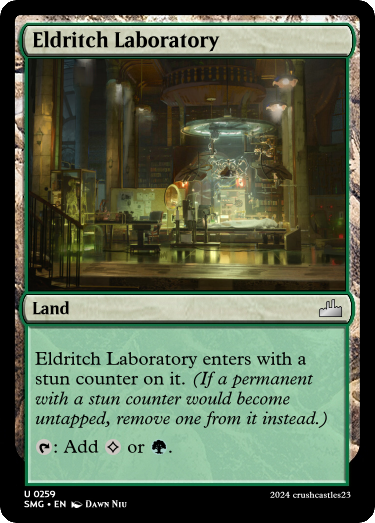 Eldritch Laboratory
Land
Eldritch Laboratory enters with a
stun counter on it. (If a permanent
with a stun counter would become
untapped, remove one from it instead.)
: Add or .
U 0259
SMG • EN Dawn Niu
2024 crushcastles23